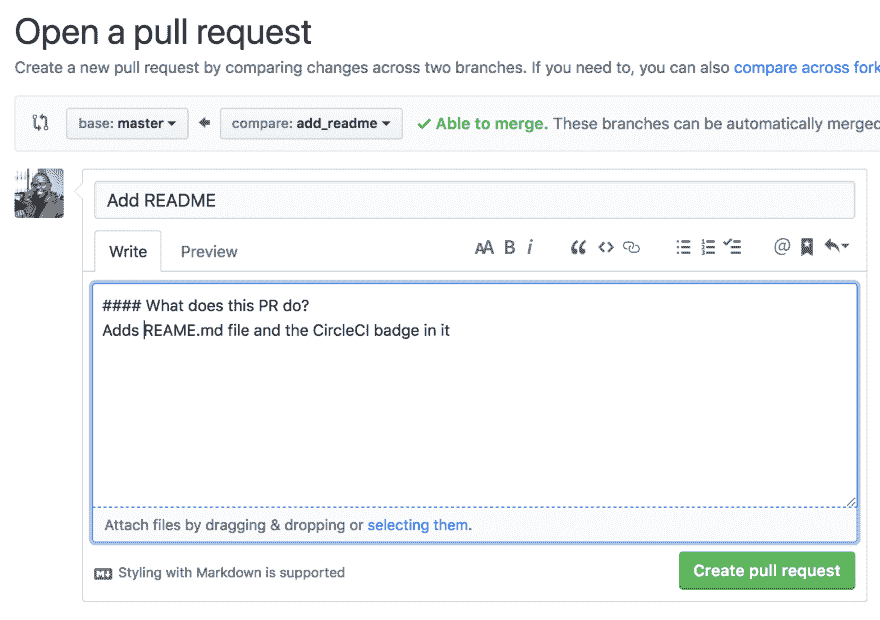 Open a pull request
Create a new pull request by comparing changes across two branches. If you need to, you can also compare across fork
base: master compare: add_readme Able to merge. These branches can be automatically merged
Add README
Write Preview AA B i @
#### What does this PR do?
Adds REAME.md file and the CircleCI badge in it
Attach files by dragging & dropping or selecting them.
Styling with Markdown is supported
Create pull request